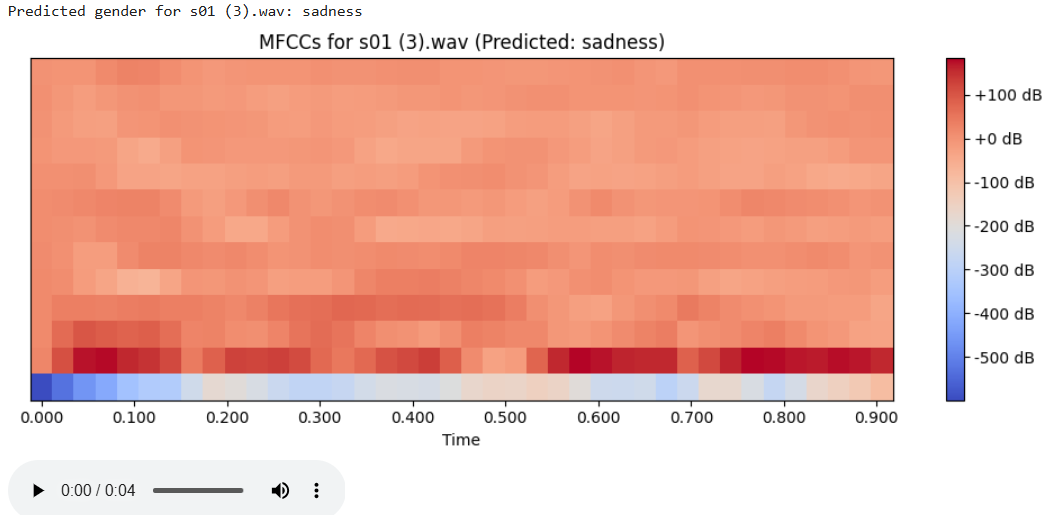 Predicted gender for s01 (3).wav: sadness
MFCCs for s01 (3).wav (Predicted: sadness)
+100 dB
+0 dB
-100 dB
-200 dB
-300 dB
-400 dB
-500 dB
0.000 0.100 0.200 0.300 0.400 0.500 0.600 0.700 0.800 0.900
Time
0:00 / 0:04